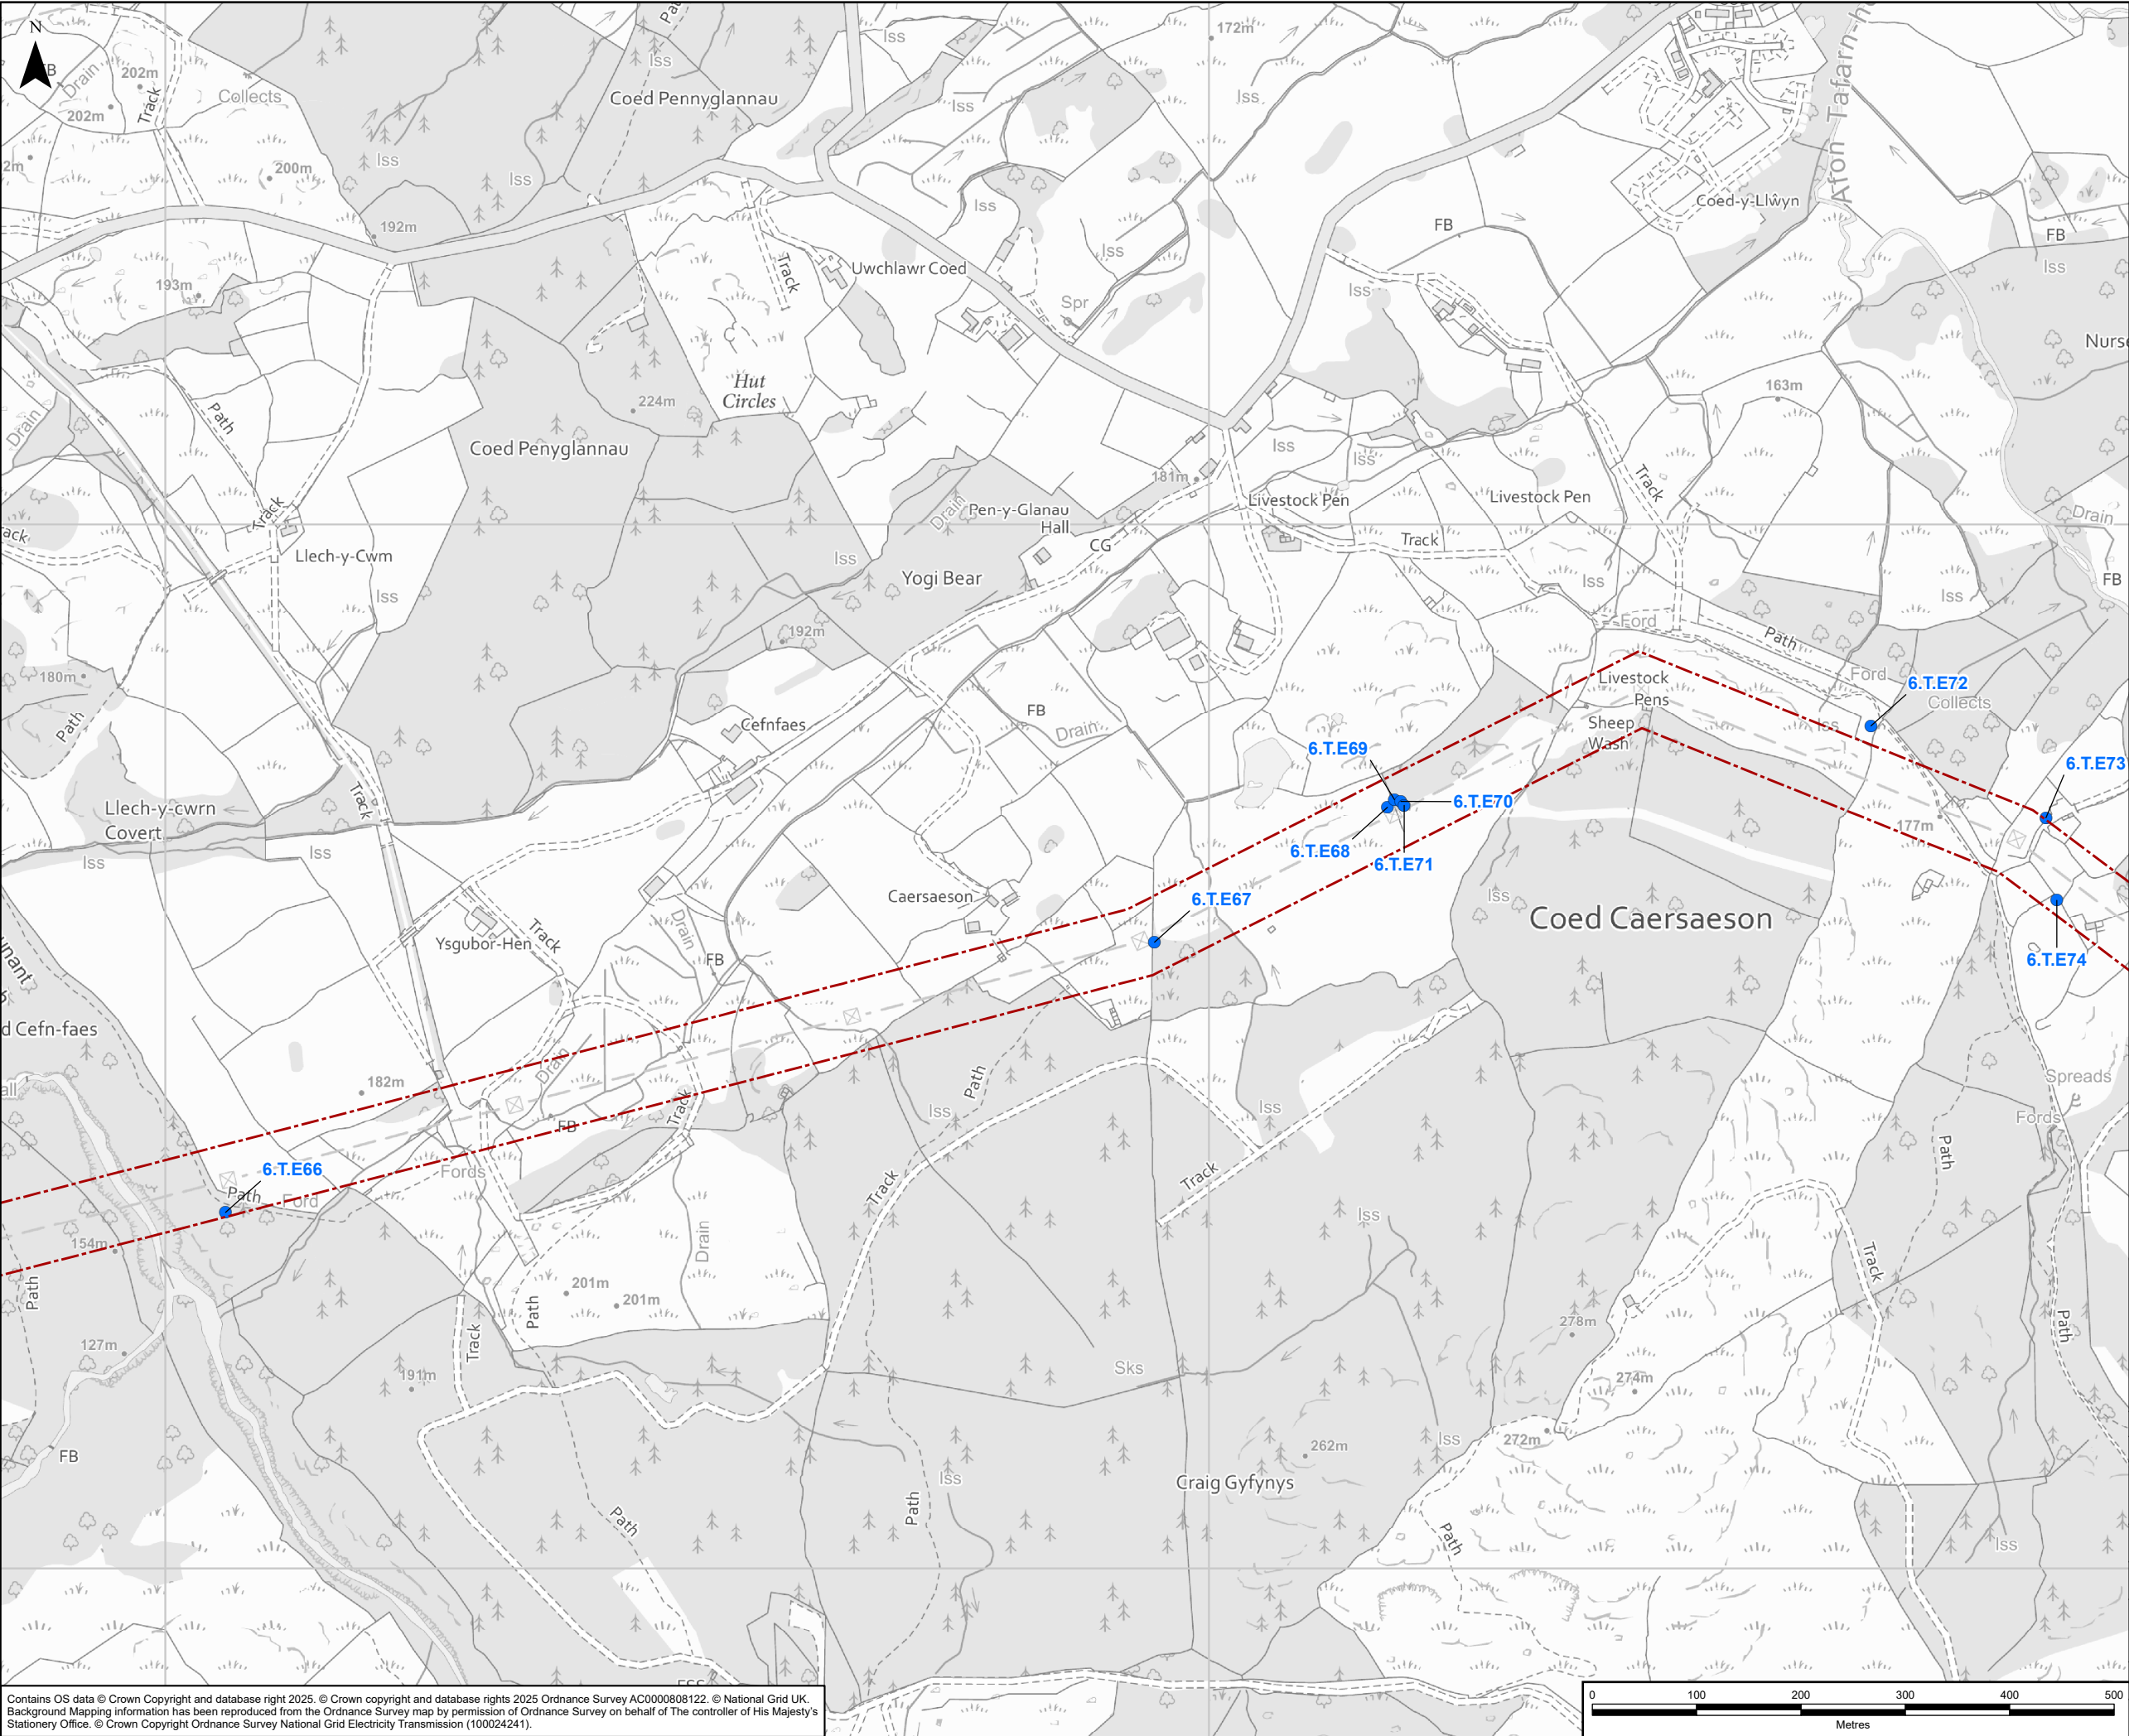 N
Drain
202m
202m
Track
Collects
2m
200m
Iss
Iss
192m
193m
Path
Iss
Coed Pennyglannau
Iss
Iss
Iss
172m
Iss
Afon Tafarn-h
Coed-y-Llŵyn
FB
FB
Iss
Track
Uwchlawr Coed
Iss
Spr
Iss
Nurse
Drain
Path
Hut
Circles
224m
Coed Penyglannau
163m
Iss
Iss
181m
Livestock Pen
Livestock Pen
Track
Drain
Pen-y-Glanau
Hall
CG
Track
Track
Llech-y-Cwm
Iss
Iss
Yogi Bear
Iss
Drain
FB
Iss
192m
Ford
Path
180m
Path
Livestock
Pens
Sheep
Wash
Ford
Collects
Iss
6.T.E72
Cefnfaes
FB
Drain
6.T.E69
6.T.E70
6.T.E68
6.T.E71
6.T.E73
177m
Llech-y-cwrn
Covert
Track
Iss
Iss
Caersaeson
6.T.E67
Iss
Coed Caersaeson
6.T.E74
Ysgubor-Hen
Track
Drain
FB
d Cefn-faes
182m
Drain
FB
Track
Path
Iss
Iss
Spreads
Fords
Path
6.T.E66
Path
Ford
Fords
Track
Track
154m
Path
Drain
Iss
Track
201m
201m
Path
Track
278m
Path
127m
191m
Sks
274m
FB
Iss
272m
262m
Iss
Craig Gyfynys
Path
Path
Path
Iss
Contains OS data © Crown Copyright and database right 2025. © Crown copyright and database rights 2025 Ordnance Survey AC0000808122. © National Grid UK.
Background Mapping information has been reproduced from the Ordnance Survey map by permission of Ordnance Survey on behalf of The controller of His Majesty's
Stationery Office. © Crown Copyright Ordnance Survey National Grid Electricity Transmission (100024241).
0 100 200 300 400 500
Metres